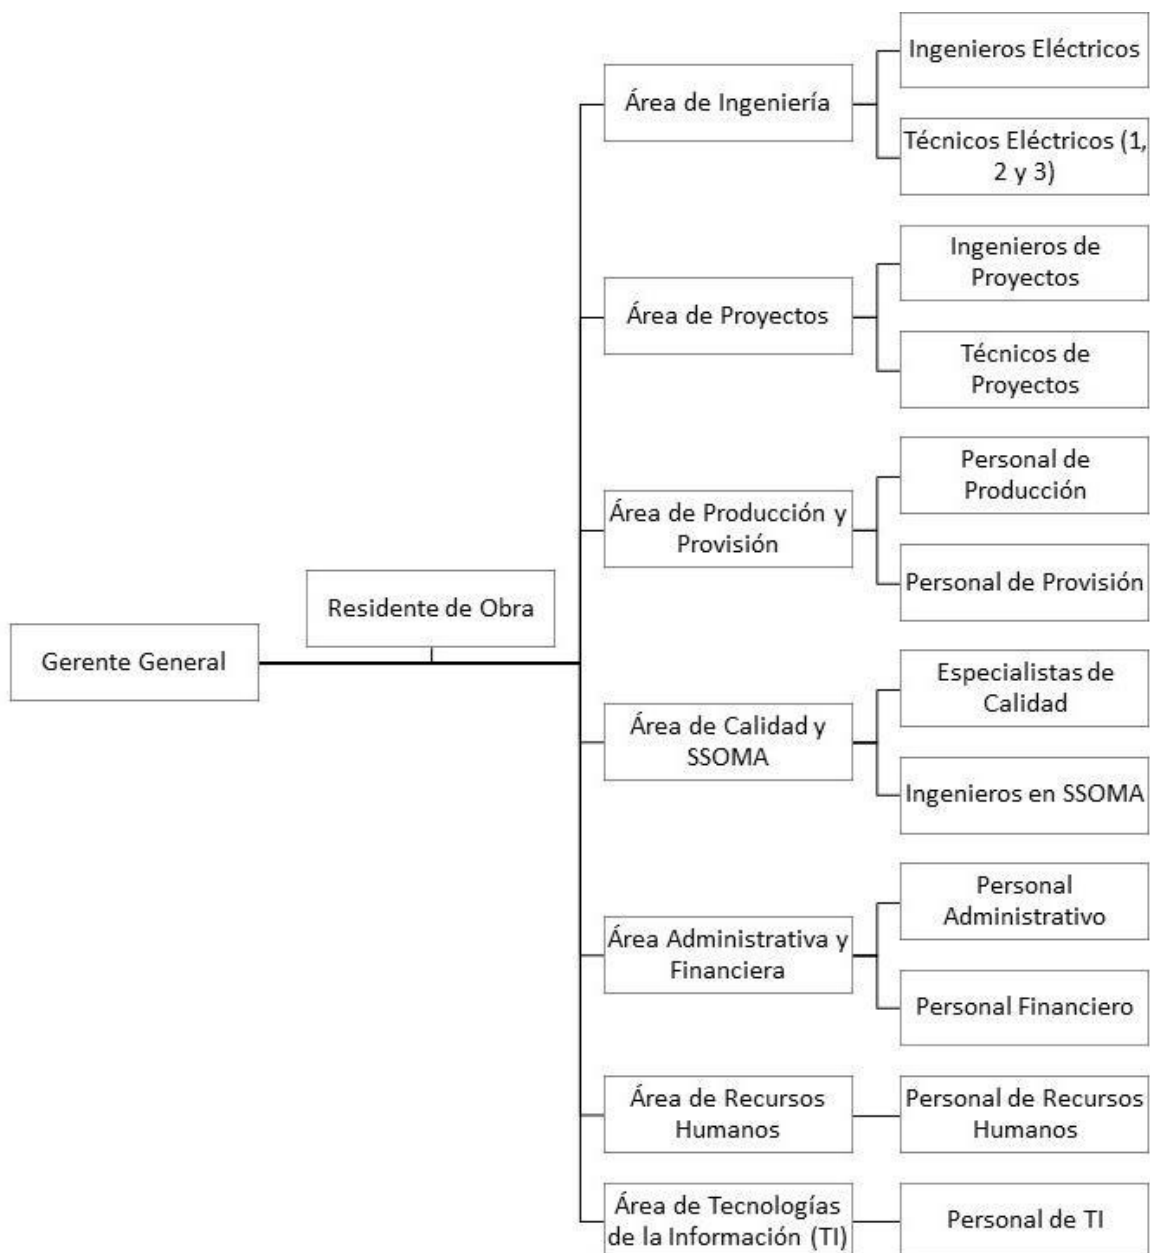 Gerente General
Residente de Obra
Área de Ingeniería
Ingenieros Eléctricos
Técnicos Eléctricos (1,
2 y 3)
Área de Proyectos
Ingenieros de
Proyectos
Técnicos de
Proyectos
Área de Producción y
Provisión
Personal de
Producción
Personal de Provisión
Área de Calidad y
SSOMA
Especialistas de
Calidad
Ingenieros en SSOMA
Área Administrativa y
Financiera
Personal
Administrativo
Personal Financiero
Área de Recursos
Humanos
Personal de Recursos
Humanos
Área de Tecnologías
de la Información (TI)
Personal de TI